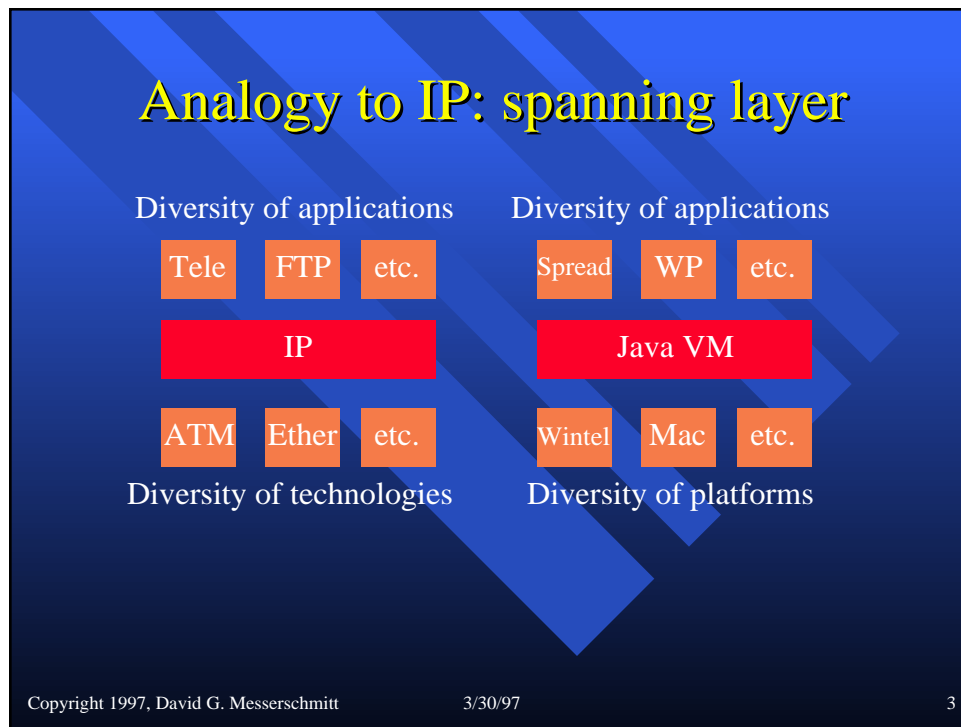 Analogy to IP: spanning layer
Diversity of applications
Tele FTP etc.
IP
ATM Ether etc.
Diversity of technologies
Diversity of applications
Spread WP etc.
Java VM
Wintel Mac etc.
Diversity of platforms
Copyright 1997, David G. Messerschmitt 3/30/97 3